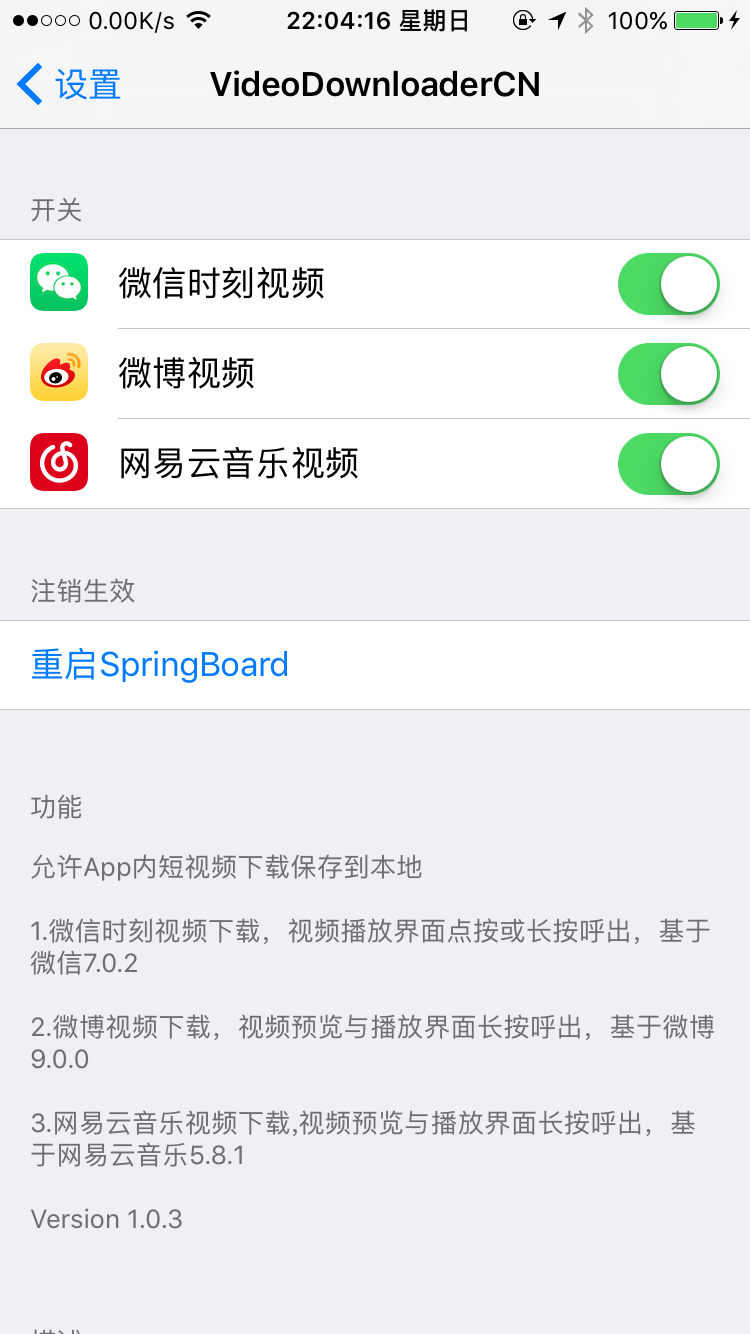 0.00K/s 22:04:16 星期日 100%
设置 VideoDownloaderCN
开关
微信时刻视频
微博视频
网易云音乐视频
注销生效
重启SpringBoard
功能
允许App内短视频下载保存到本地
1.微信时刻视频下载，视频播放界面点按或长按呼出，基于
微信7.0.2
2.微博视频下载，视频预览与播放界面长按呼出，基于微博
9.0.0
3.网易云音乐视频下载,视频预览与播放界面长按呼出，基
于网易云音乐5.8.1
Version 1.0.3